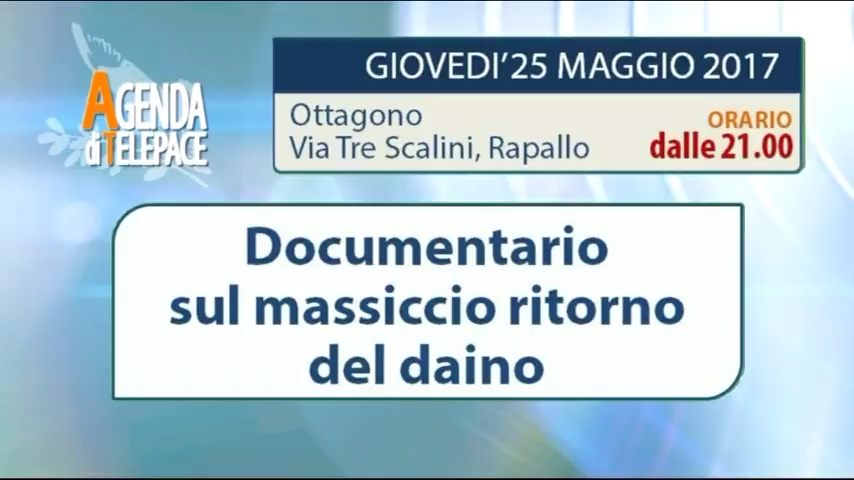 AGENDA
di TELEPACE
GIOVEDI'25 MAGGIO 2017
Ottagono
Via Tre Scalini, Rapallo
ORARIO
dalle 21.00
Documentario
sul massiccio ritorno
del daino